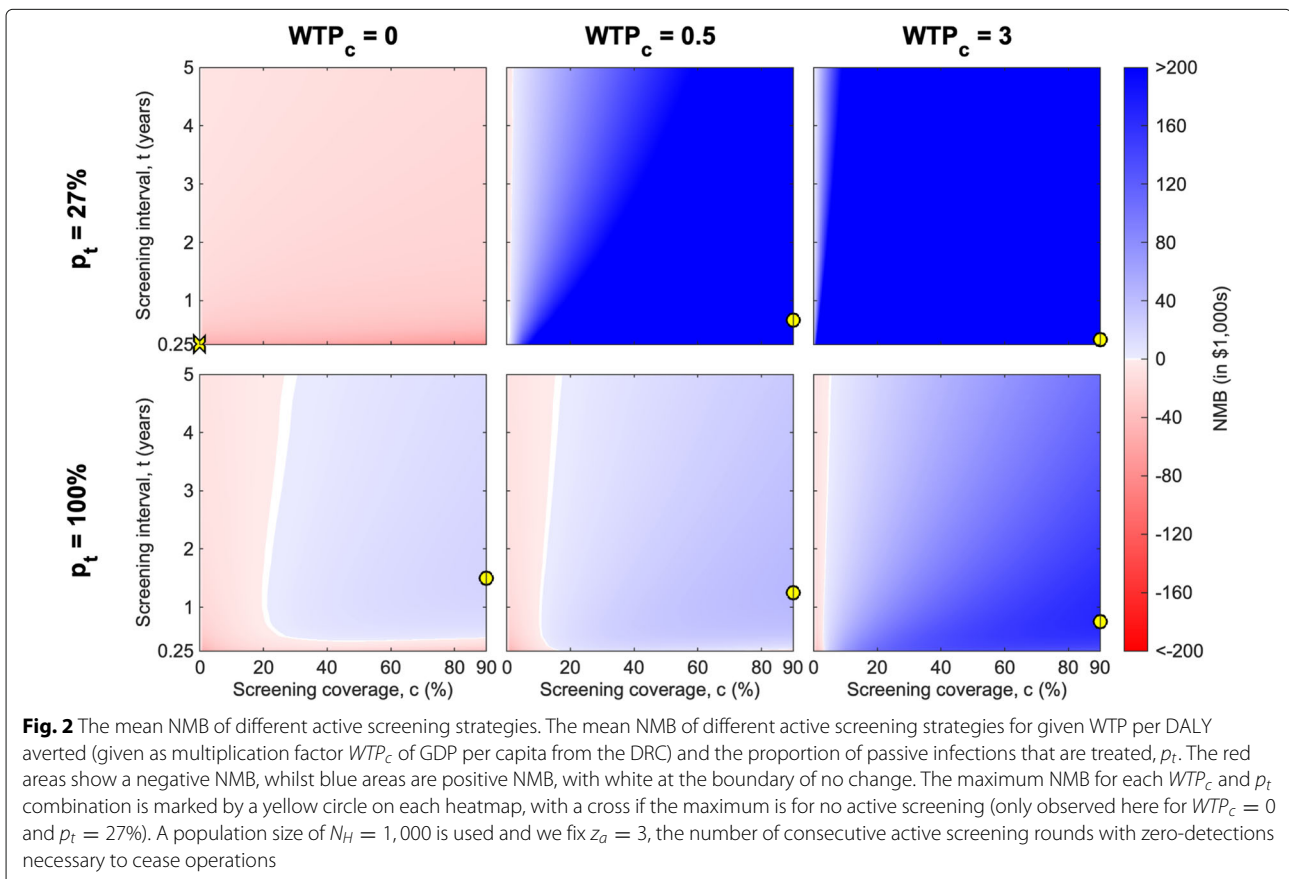 WTP_c = 0 WTP_c = 0.5 WTP_c = 3
p_t = 27%
Screening interval, t (years)
5
4
3
2
1
0.25
>200
160
120
80
40
0
-40
-80
-120
-160
<-200
NMB (in $1,000s)
p_t = 100%
Screening interval, t (years)
5
4
3
2
1
0.25
0 20 40 60 80 90 0 20 40 60 80 90 0 20 40 60 80 90
Screening coverage, c (%) Screening coverage, c (%) Screening coverage, c (%)
Fig. 2 The mean NMB of different active screening strategies. The mean NMB of different active screening strategies for given WTP per DALY
averted (given as multiplication factor WTP_c of GDP per capita from the DRC) and the proportion of passive infections that are treated, p_t. The red
areas show a negative NMB, whilst blue areas are positive NMB, with white at the boundary of no change. The maximum NMB for each WTP_c and p_t
combination is marked by a yellow circle on each heatmap, with a cross if the maximum is for no active screening (only observed here for WTP_c = 0
and p_t = 27%). A population size of N_H = 1, 000 is used and we fix z_a = 3, the number of consecutive active screening rounds with zero-detections
necessary to cease operations